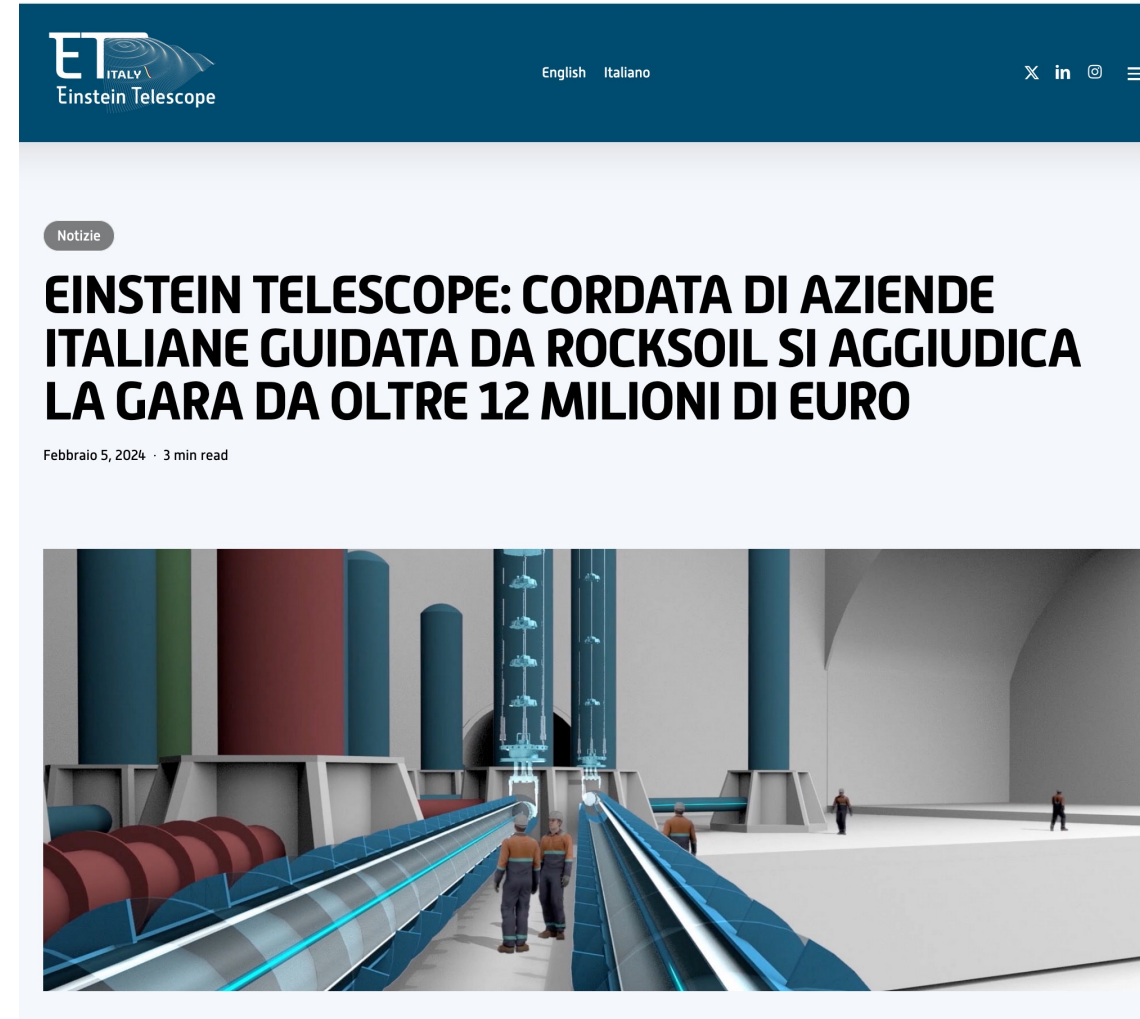 ET ITALY
Einstein Telescope
English Italiano
Notizie
EINSTEIN TELESCOPE: CORDATA DI AZIENDE
ITALIANE GUIDATA DA ROCKSOIL SI AGGIUDICA
LA GARA DA OLTRE 12 MILIONI DI EURO
Febbraio 5, 2024 · 3 min read